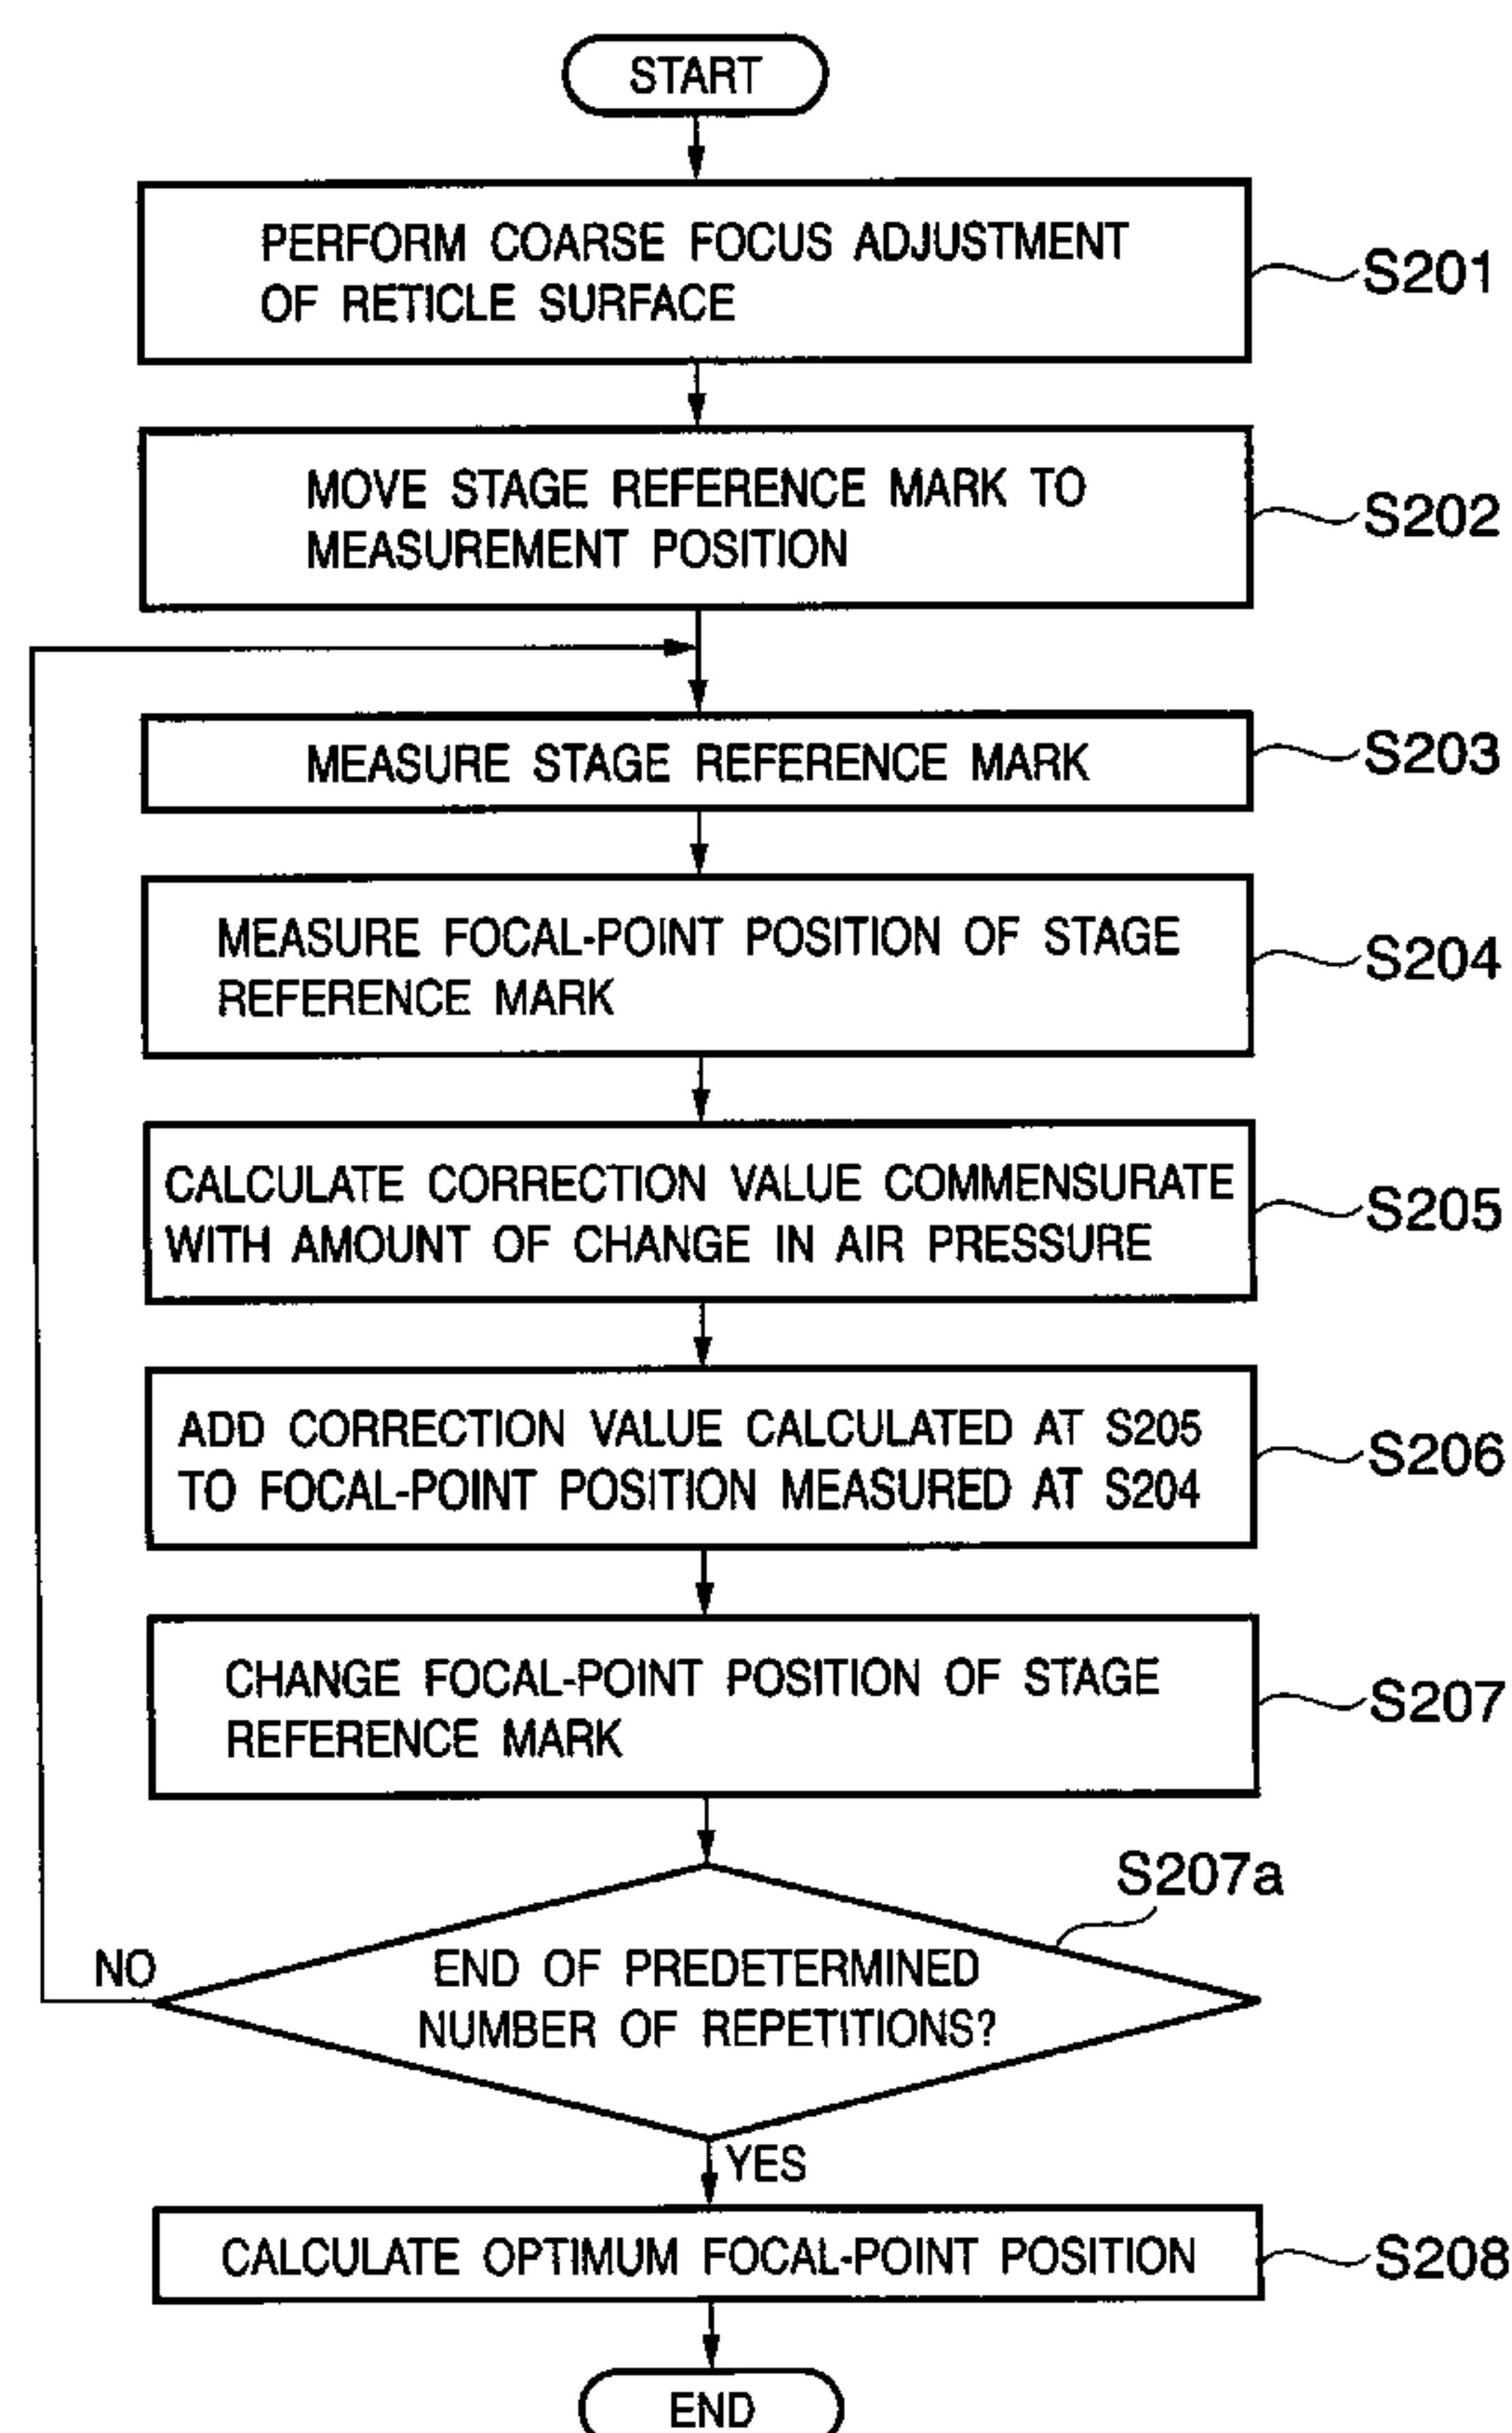 START
PERFORM COARSE FOCUS ADJUSTMENT
OF RETICLE SURFACE
S201
MOVE STAGE REFERENCE MARK TO
MEASUREMENT POSITION
S202
MEASURE STAGE REFERENCE MARK
S203
MEASURE FOCAL-POINT POSITION OF STAGE
REFERENCE MARK
S204
CALCULATE CORRECTION VALUE COMMENSURATE
WITH AMOUNT OF CHANGE IN AIR PRESSURE
S205
ADD CORRECTION VALUE CALCULATED AT S205
TO FOCAL-POINT POSITION MEASURED AT S204
S206
CHANGE FOCAL-POINT POSITION OF STAGE
REFERENCE MARK
S207
S207a
NO
END OF PREDETERMINED
NUMBER OF REPETITIONS?
YES
CALCULATE OPTIMUM FOCAL-POINT POSITION
S208
END